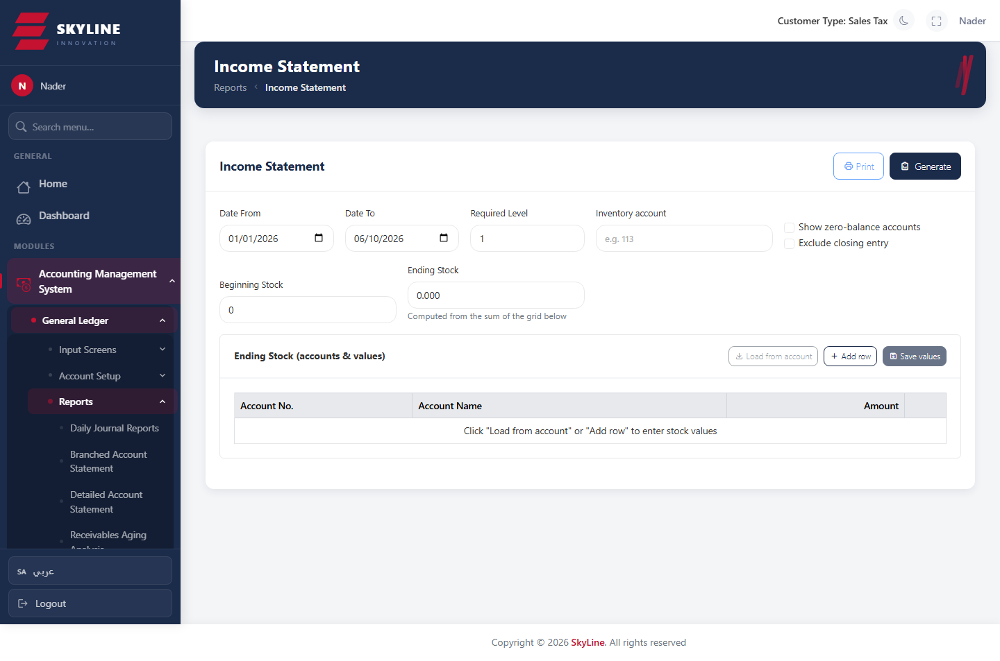 SKYLINE
INNOVATION
Customer Type: Sales Tax
Nader
N
Nader
Search menu...
GENERAL
Home
Dashboard
MODULES
Accounting Management
System
General Ledger
Input Screens
Account Setup
Reports
Daily Journal Reports
Branched Account
Statement
Detailed Account
Statement
Receivables Aging
Analysis
SA عربي
Logout
Income Statement
Reports
Income Statement
Income Statement
Print
Generate
Date From
Date To
Required Level
Inventory account
01/01/2026
06/10/2026
1
e.g. 113
Show zero-balance accounts
Exclude closing entry
Beginning Stock
0
Ending Stock
0.000
Computed from the sum of the grid below
Ending Stock (accounts & values)
Load from account
+ Add row
Save values
Account No.
Account Name
Amount
Click "Load from account" or "Add row" to enter stock values
Copyright © 2026 SkyLine. All rights reserved